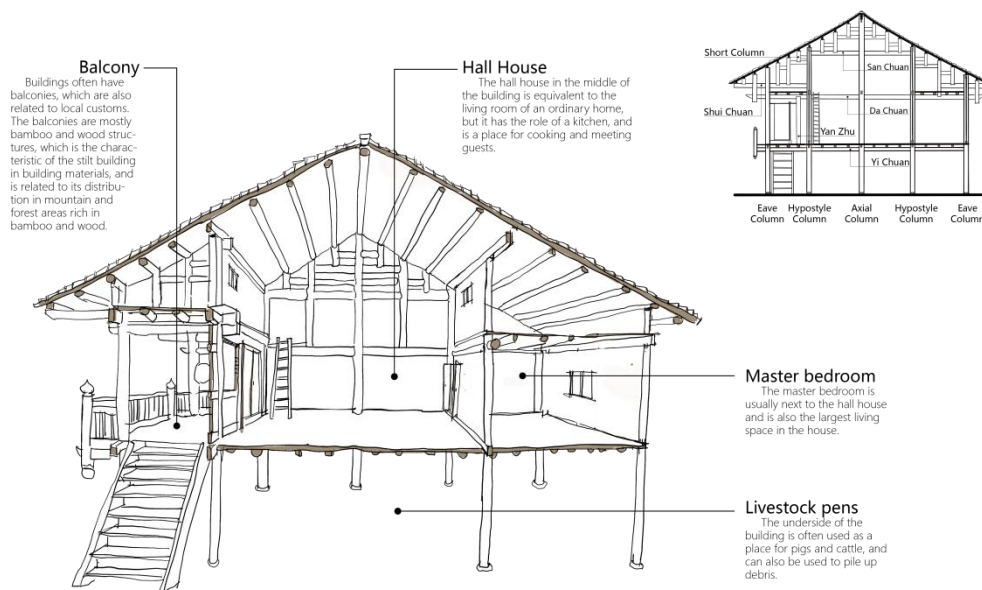 Balcony
Buildings often have
balconies, which are also
related to local customs.
The balconies are mostly
bamboo and wood struc-
tures, which is the charac-
teristic of the stilt building
in building materials, and
is related to its distribu-
tion in mountain and
forest areas rich in
bamboo and wood.
Hall House
The hall house in the middle of
the building is equivalent to the
living room of an ordinary home,
but it has the role of a kitchen, and
is a place for cooking and meeting
guests.
Short Column
San Chuan
Shui Chuan
Da Chuan
Yan Zhu
Yi Chuan
Eave Column
Hypostyle Column
Axial Column
Hypostyle Column
Eave Column
Master bedroom
The master bedroom is
usually next to the hall house
and is also the largest living
space in the house.
Livestock pens
The underside of the
building is often used as a
place for pigs and cattle, and
can also be used to pile up
debris.